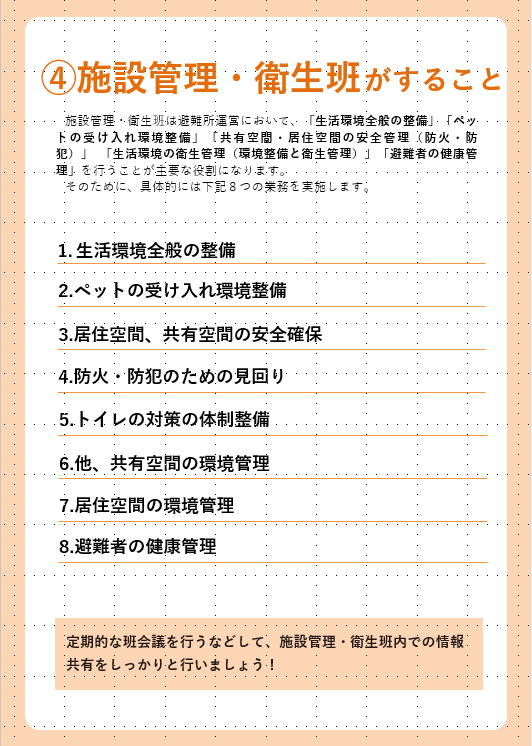 ④施設管理・衛生班がすること
施設管理・衛生班は避難所運営において、「生活環境全般の整備」「ペッ
トの受け入れ環境整備」「共有空間・居住空間の安全管理（防火・防
犯）」　「生活環境の衛生管理（環境整備と衛生管理）」「避難者の健康管
理」を行うことが主要な役割になります。
そのために、具体的には下記８つの業務を実施します。
1. 生活環境全般の整備
2.ペットの受け入れ環境整備
3.居住空間、共有空間の安全確保
4.防火・防犯のための見回り
5.トイレの対策の体制整備
6.他、共有空間の環境管理
7.居住空間の環境管理
8.避難者の健康管理
定期的な班会議を行うなどして、施設管理・衛生班内での情報
共有をしっかりと行いましょう！